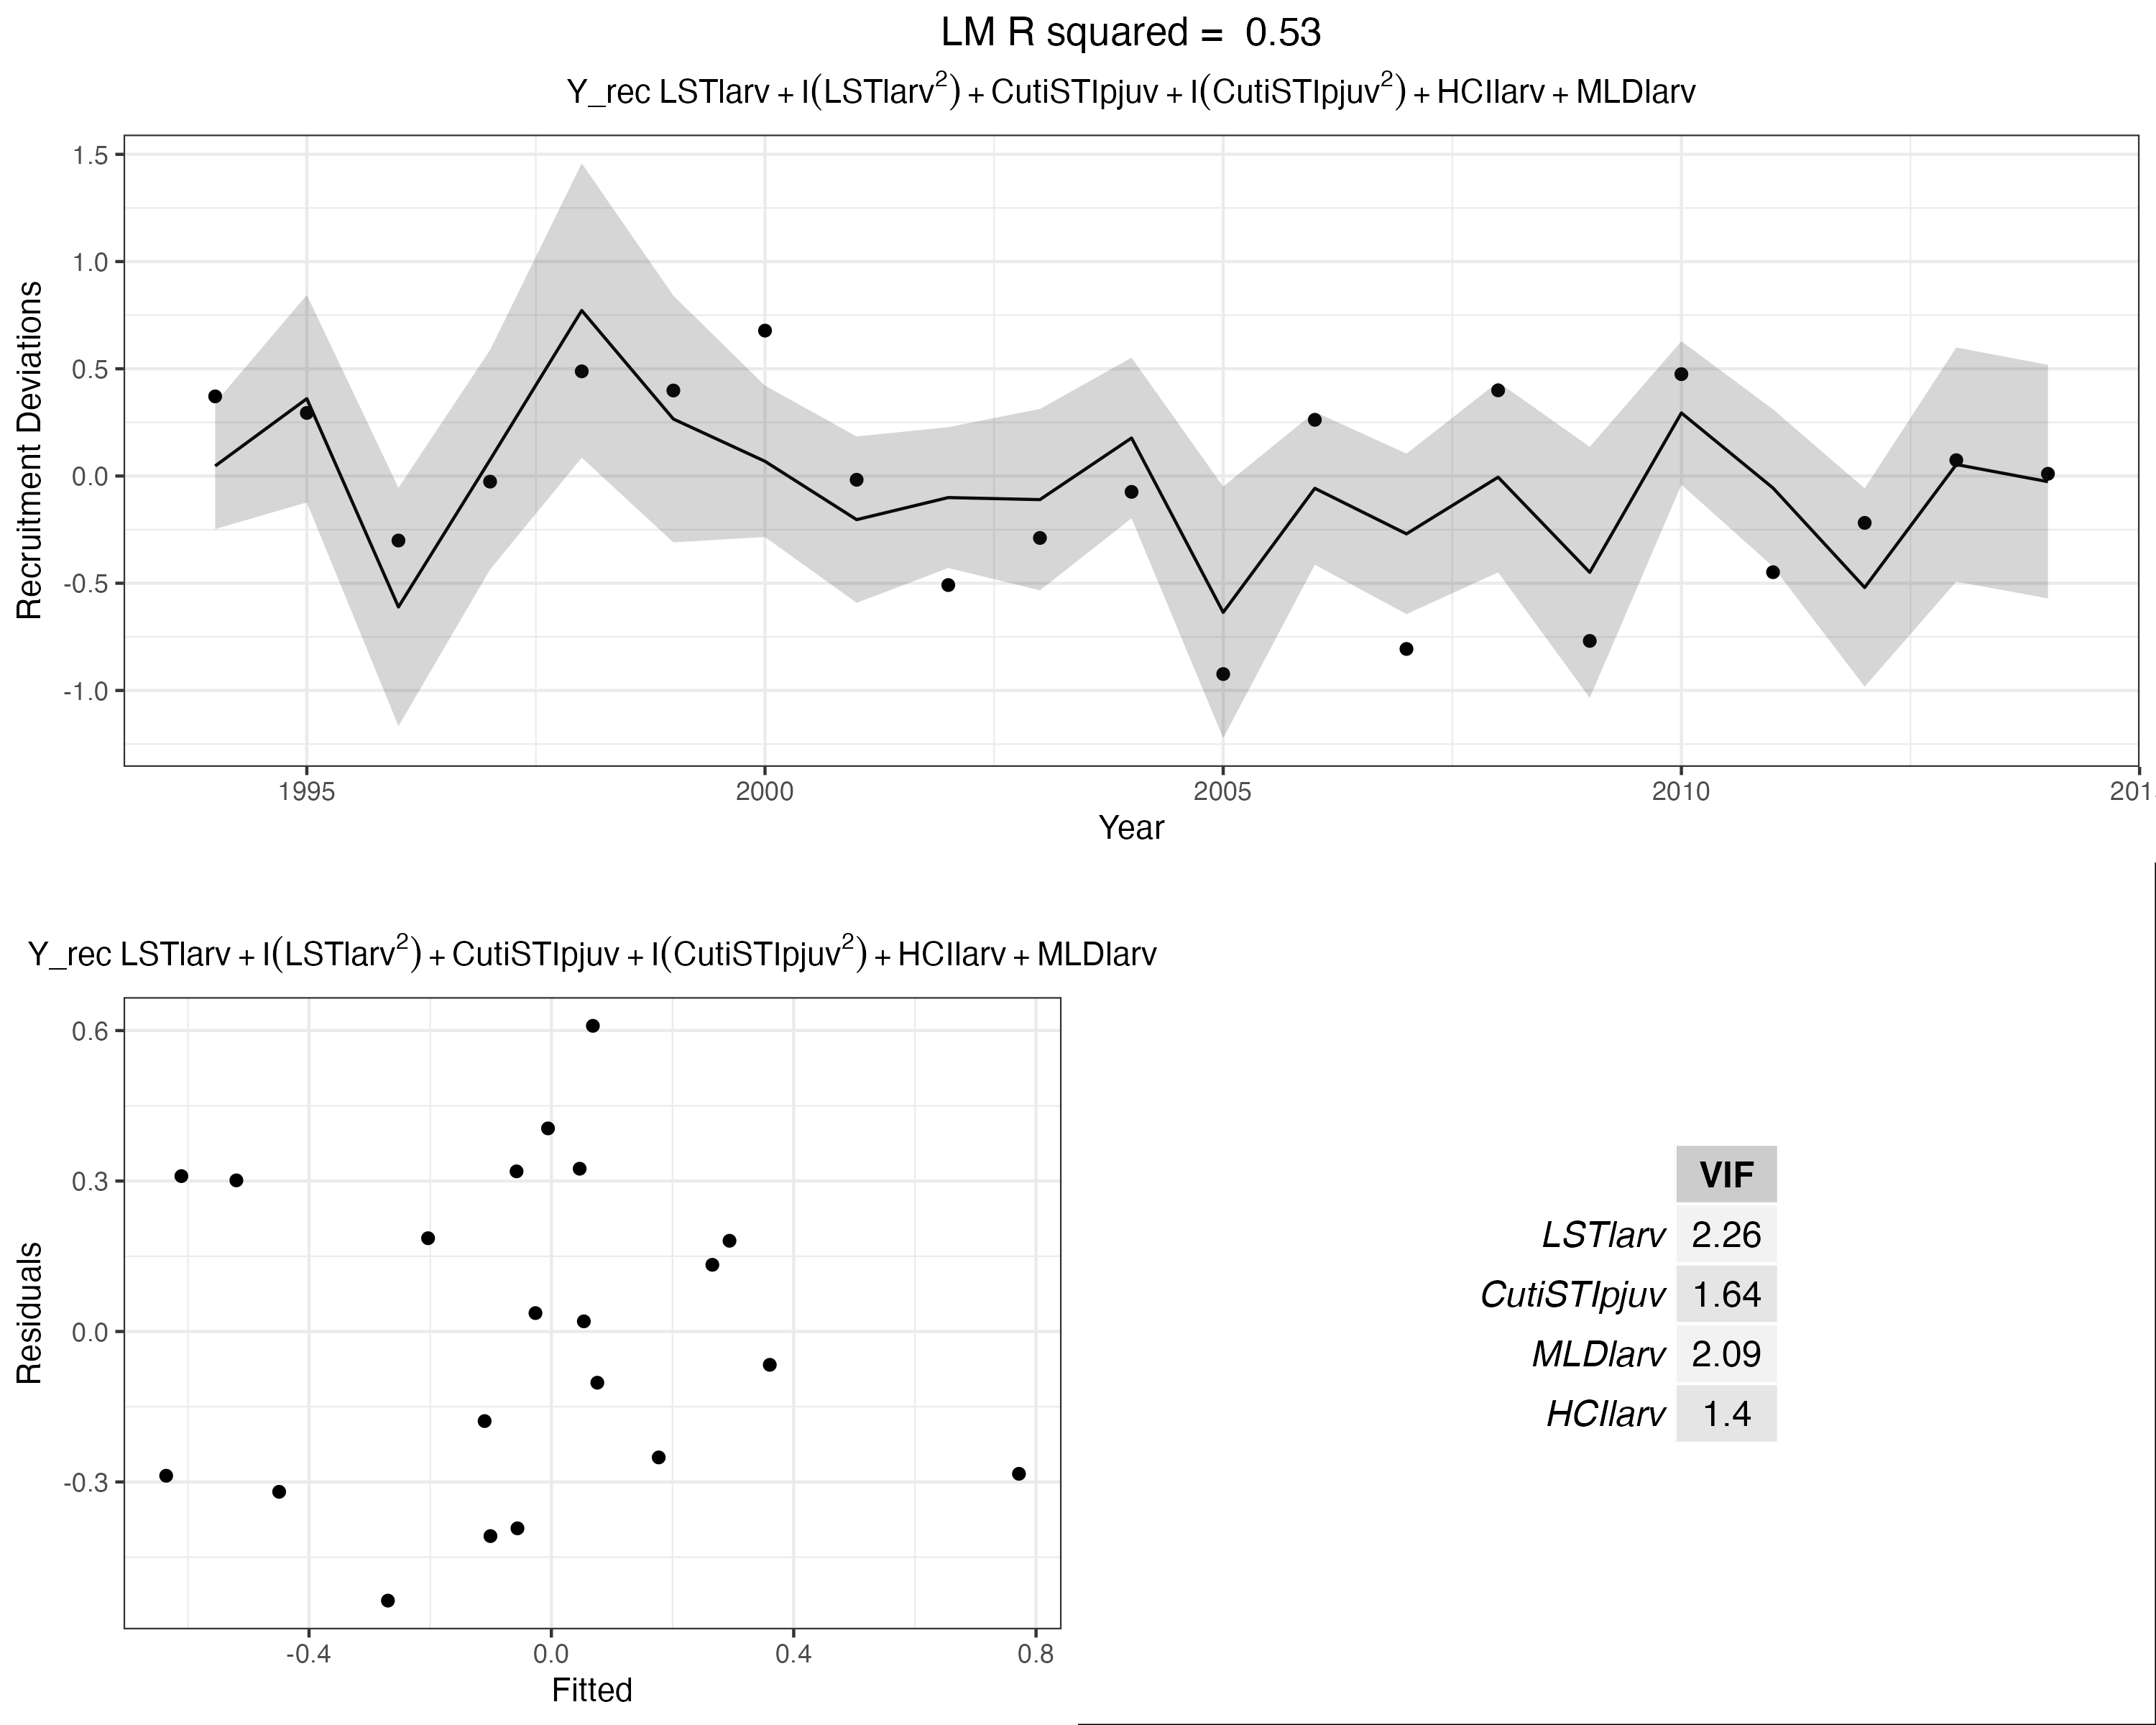 LM R squared = 0.53
Y_rec LSTlarv + I(LSTlarv²) + CutiSTIpjuv + I(CutiSTIpjuv²) + HCIlarv + MLDlarv
1.5
1.0
0.5
0.0
-0.5
-1.0
Recruitment Deviations
1995 2000 2005 2010 201
Year
Y_rec LSTlarv + I(LSTlarv²) + CutiSTIpjuv + I(CutiSTIpjuv²) + HCIlarv + MLDlarv
0.6
0.3
0.0
-0.3
Residuals
-0.4 0.0 0.4 0.8
Fitted
VIF
LSTlarv 2.26
CutiSTIpjuv 1.64
MLDlarv 2.09
HCIlarv 1.4